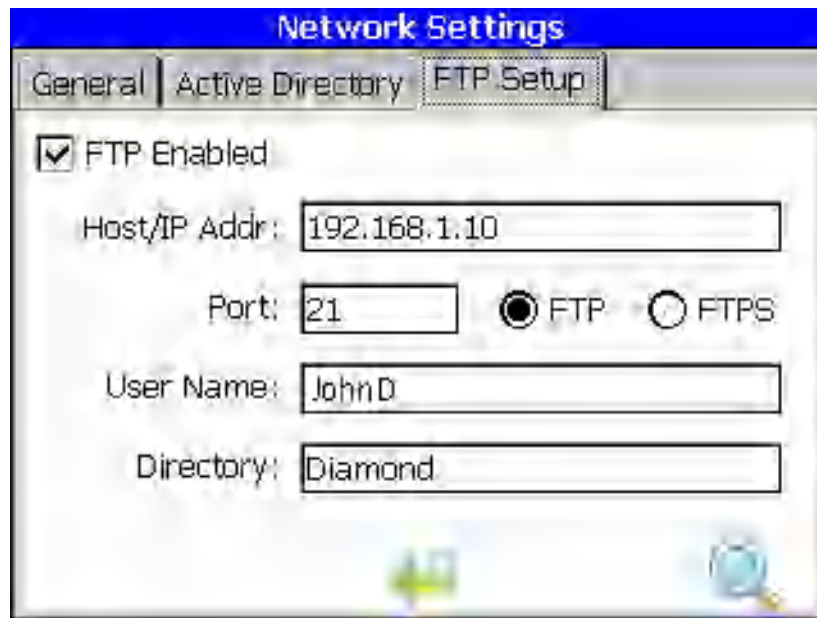 Network Settings
General Active Directory FTP Setup
FTP Enabled
Host/IP Addr: 192.168.1.10
Port: 21 FTP FTPS
User Name: JohnD
Directory: Diamond